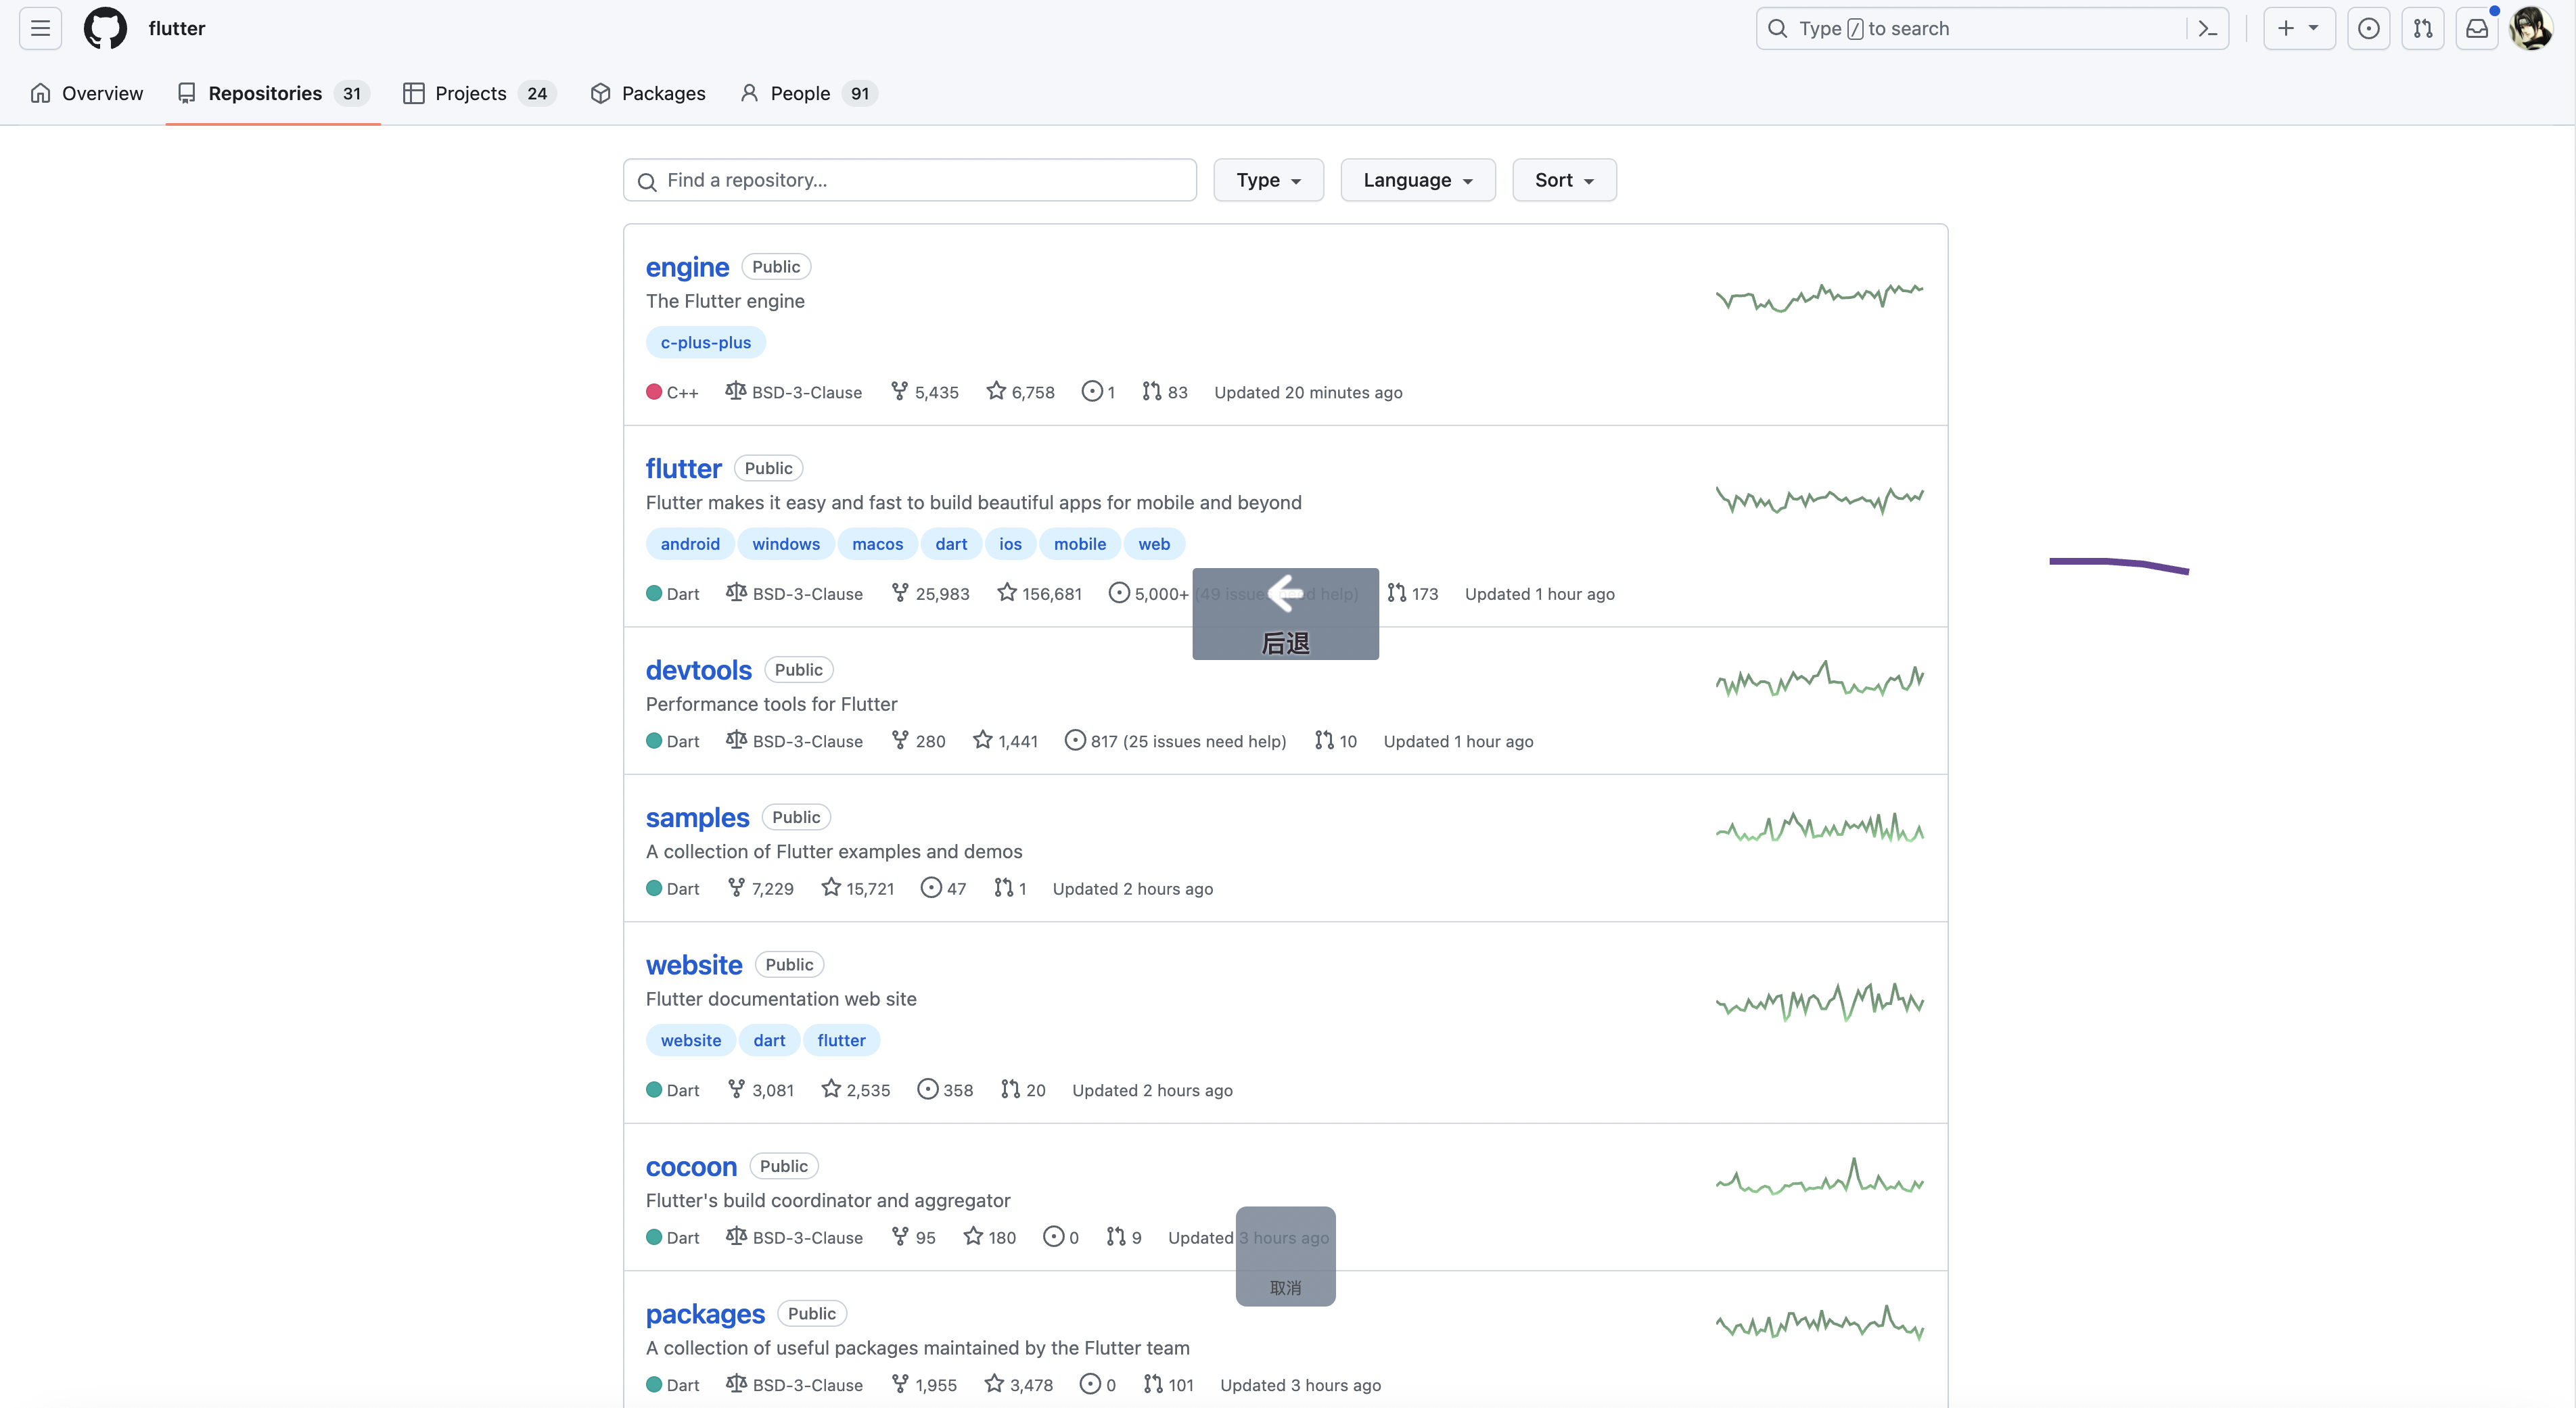 flutter
Type / to search
Overview
Repositories 31
Projects 24
Packages
People 91
Find a repository...
Type
Language
Sort
engine Public
The Flutter engine
c-plus-plus
C++ BSD-3-Clause 5,435 6,758 1 83 Updated 20 minutes ago
flutter Public
Flutter makes it easy and fast to build beautiful apps for mobile and beyond
android windows macos dart ios mobile web
Dart BSD-3-Clause 25,983 156,681 5,000+ (49 issues need help) 173 Updated 1 hour ago
后退
devtools Public
Performance tools for Flutter
Dart BSD-3-Clause 280 1,441 817 (25 issues need help) 10 Updated 1 hour ago
samples Public
A collection of Flutter examples and demos
Dart 7,229 15,721 47 1 Updated 2 hours ago
website Public
Flutter documentation web site
website dart flutter
Dart 3,081 2,535 358 20 Updated 2 hours ago
cocoon Public
Flutter's build coordinator and aggregator
Dart BSD-3-Clause 95 180 0 9 Updated 3 hours ago
取消
packages Public
A collection of useful packages maintained by the Flutter team
Dart BSD-3-Clause 1,955 3,478 0 101 Updated 3 hours ago